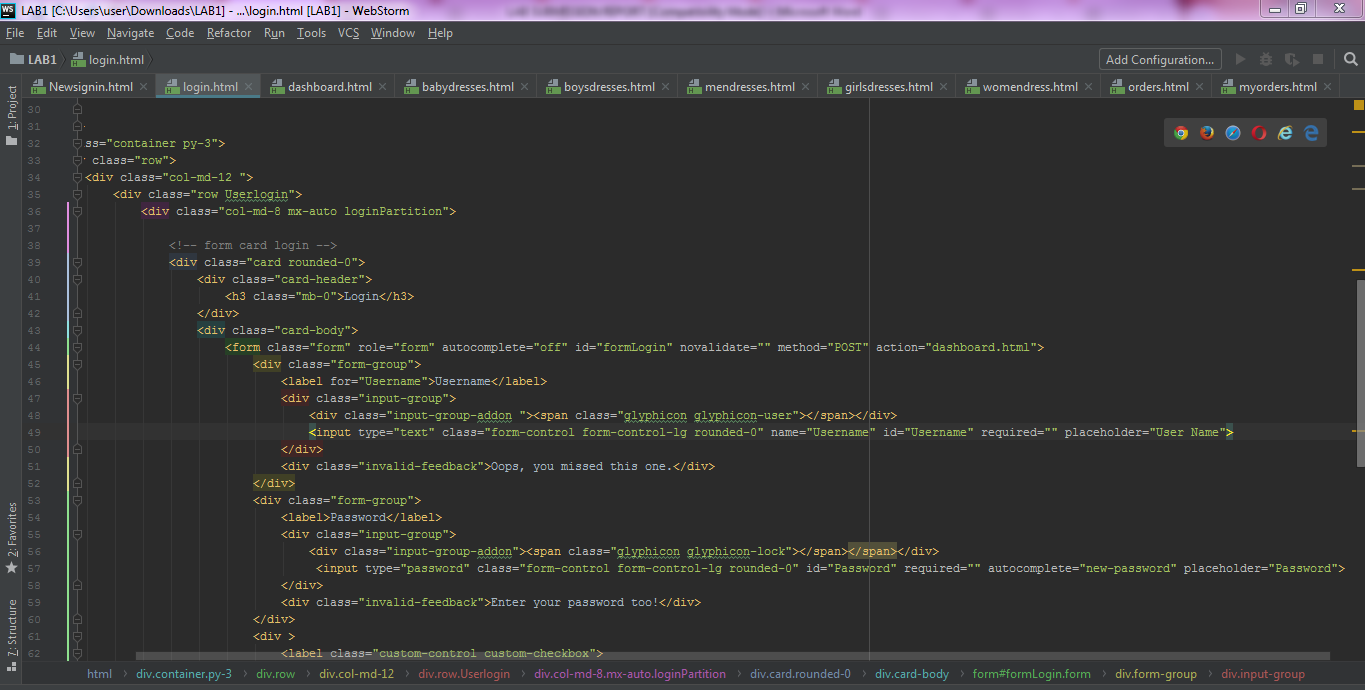 LAB1 [C:\Users\user\Downloads\LAB1] - ...\login.html [LAB1] - WebStorm
File Edit View Navigate Code Refactor Run Tools VCS Window Help
LAB1 login.html Add Configuration...
Newsignin.html login.html dashboard.html babydresses.html boysdresses.html mendresses.html girlsdresses.html womendress.html orders.html myorders.html
1: Project
2: Favorites
7: Structure
30
31
32 ss="container py-3">
33 class="row">
34 <div class="col-md-12 ">
35 <div class="row Userlogin">
36 <div class="col-md-8 mx-auto loginPartition">
37
38 <!-- form card login -->
39 <div class="card rounded-0">
40 <div class="card-header">
41 <h3 class="mb-0">Login</h3>
42 </div>
43 <div class="card-body">
44 <form class="form" role="form" autocomplete="off" id="formLogin" novalidate="" method="POST" action="dashboard.html">
45 <div class="form-group">
46 <label for="Username">Username</label>
47 <div class="input-group">
48 <div class="input-group-addon "><span class="glyphicon glyphicon-user"></span></div>
49 <input type="text" class="form-control form-control-lg rounded-0" name="Username" id="Username" required="" placeholder="User Name">
50 </div>
51 <div class="invalid-feedback">Oops, you missed this one.</div>
52 </div>
53 <div class="form-group">
54 <label>Password</label>
55 <div class="input-group">
56 <div class="input-group-addon"><span class="glyphicon glyphicon-lock"></span></span></div>
57 <input type="password" class="form-control form-control-lg rounded-0" id="Password" required="" autocomplete="new-password" placeholder="Password">
58 </div>
59 <div class="invalid-feedback">Enter your password too!</div>
60 </div>
61 <div >
62 <label class="custom-control custom-checkbox">
html div.container.py-3 div.row div.col-md-12 div.row.Userlogin div.col-md-8.mx-auto.loginPartition div.card.rounded-0 div.card-body form#formLogin.form div.form-group div.input-group